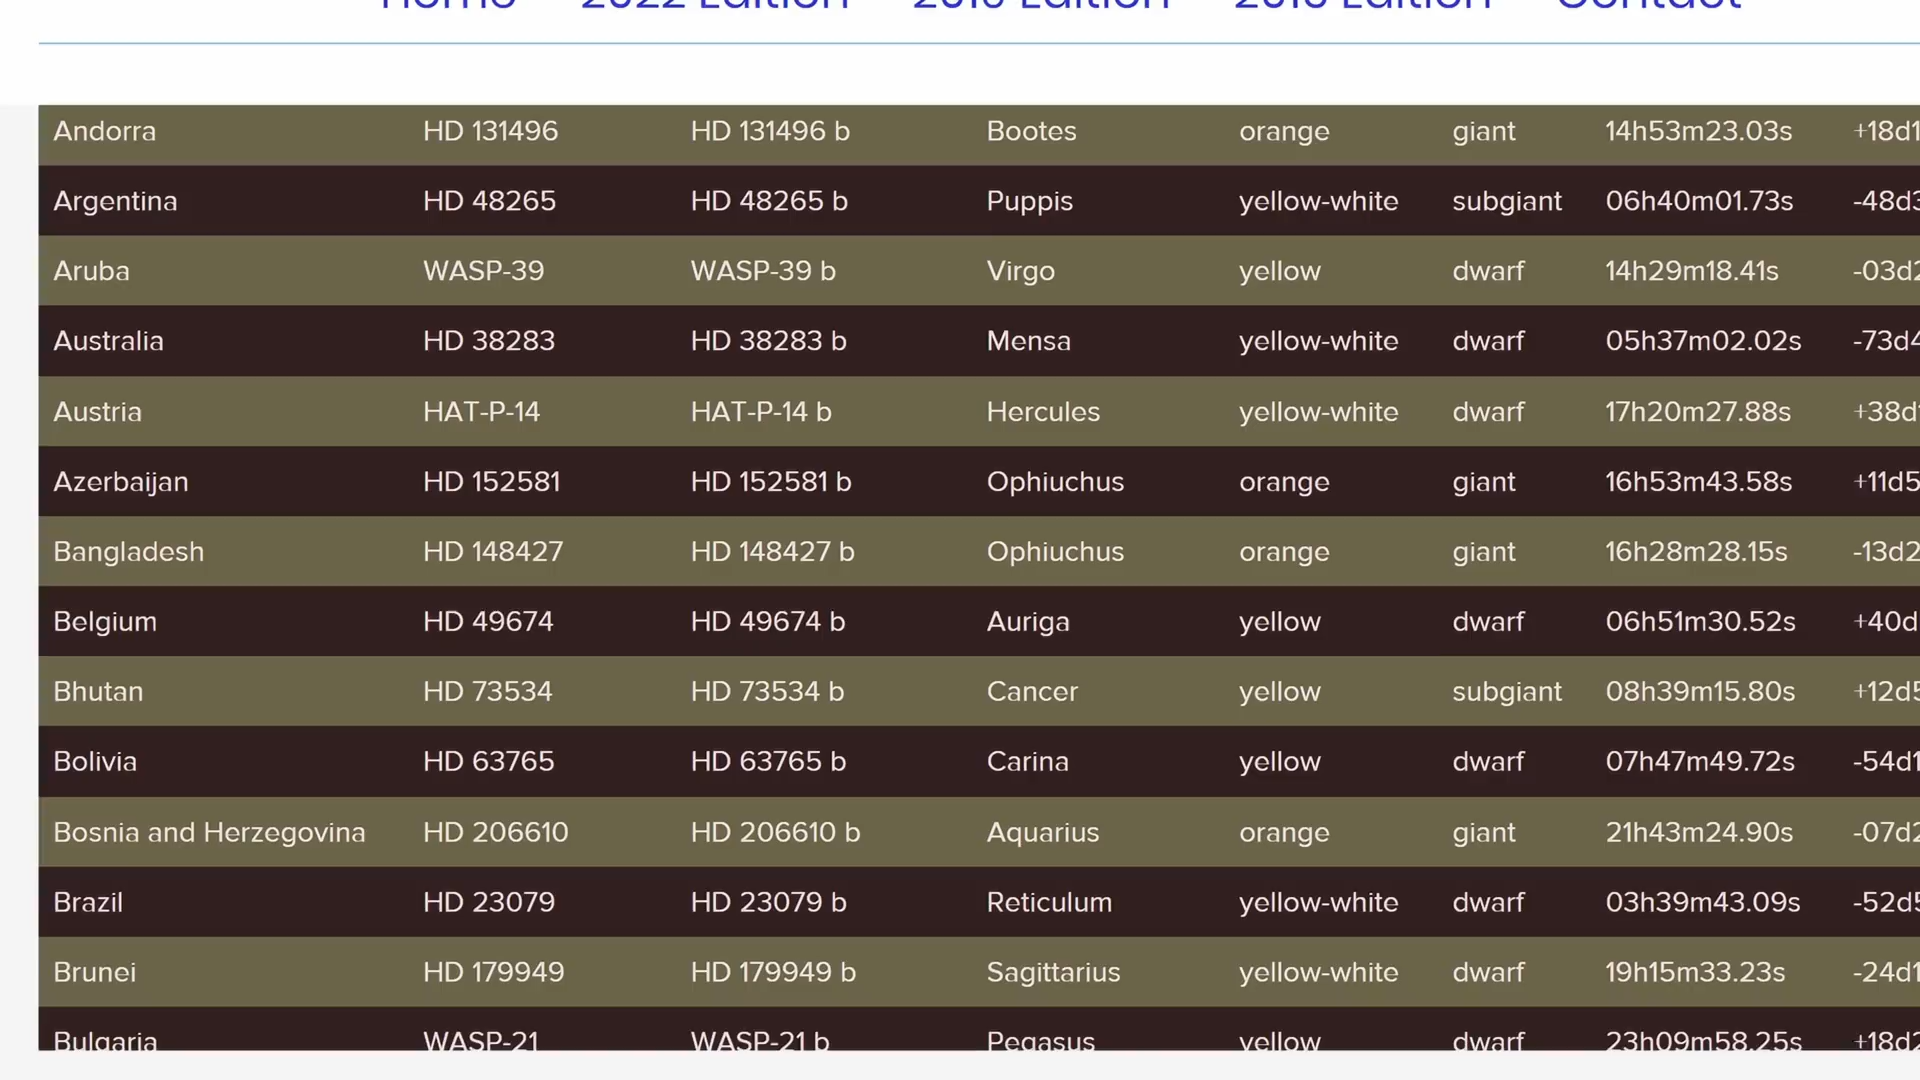 Home 2022 Edition 2019 Edition 2015 Edition Contact
Andorra HD 131496 HD 131496 b Bootes orange giant 14h53m23.03s +18d1
Argentina HD 48265 HD 48265 b Puppis yellow-white subgiant 06h40m01.73s -48d3
Aruba WASP-39 WASP-39 b Virgo yellow dwarf 14h29m18.41s -03d2
Australia HD 38283 HD 38283 b Mensa yellow-white dwarf 05h37m02.02s -73d4
Austria HAT-P-14 HAT-P-14 b Hercules yellow-white dwarf 17h20m27.88s +38d1
Azerbaijan HD 152581 HD 152581 b Ophiuchus orange giant 16h53m43.58s +11d5
Bangladesh HD 148427 HD 148427 b Ophiuchus orange giant 16h28m28.15s -13d2
Belgium HD 49674 HD 49674 b Auriga yellow dwarf 06h51m30.52s +40d
Bhutan HD 73534 HD 73534 b Cancer yellow subgiant 08h39m15.80s +12d5
Bolivia HD 63765 HD 63765 b Carina yellow dwarf 07h47m49.72s -54d1
Bosnia and Herzegovina HD 206610 HD 206610 b Aquarius orange giant 21h43m24.90s -07d2
Brazil HD 23079 HD 23079 b Reticulum yellow-white dwarf 03h39m43.09s -52d5
Brunei HD 179949 HD 179949 b Sagittarius yellow-white dwarf 19h15m33.23s -24d1
Bulgaria WASP-21 WASP-21 b Pegasus yellow dwarf 23h09m58.25s +18d2